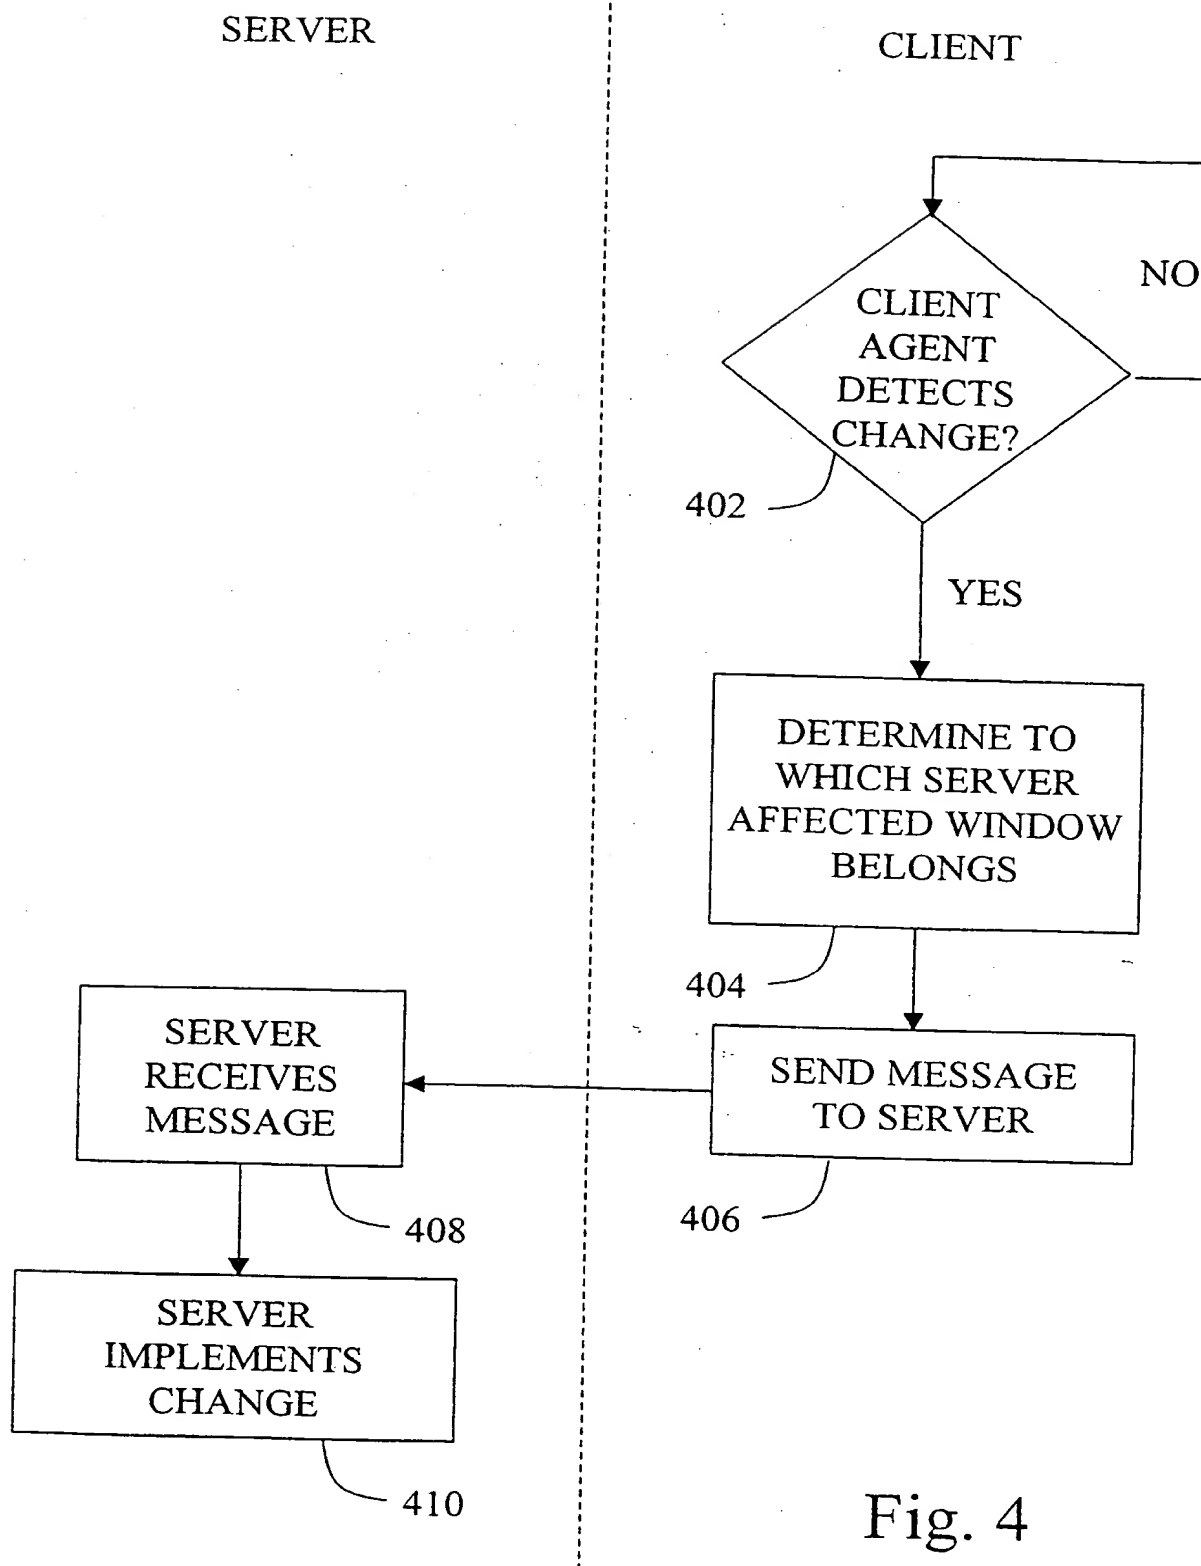 SERVER
CLIENT
NO
CLIENT
AGENT
DETECTS
CHANGE?
402
YES
DETERMINE TO
WHICH SERVER
AFFECTED WINDOW
BELONGS
404
SERVER
RECEIVES
MESSAGE
SEND MESSAGE
TO SERVER
408
406
SERVER
IMPLEMENTS
CHANGE
410
Fig. 4